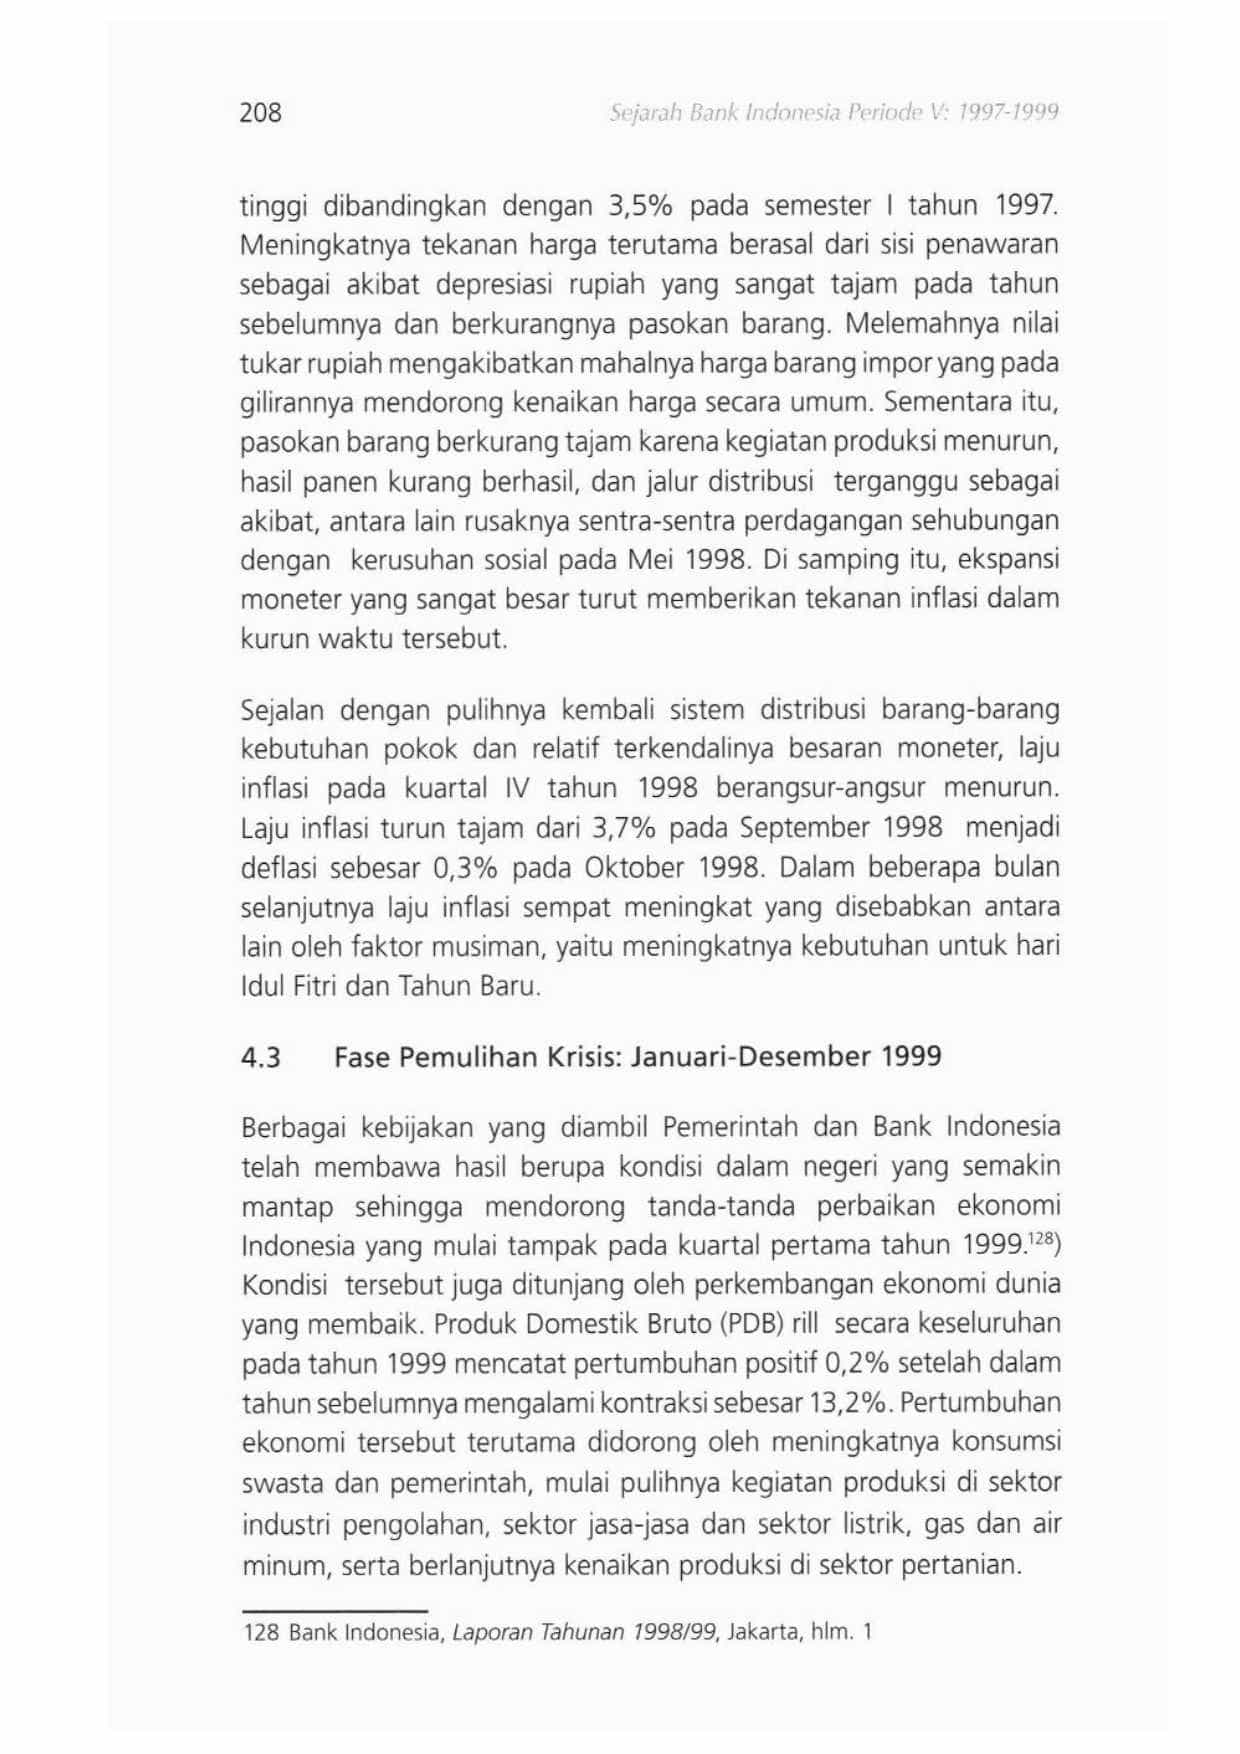 208 Sejarah Bank Indonesia Periode V: 1997-1999
tinggi dibandingkan dengan 3,5% pada semester I tahun 1997.
Meningkatnya tekanan harga terutama berasal dari sisi penawaran
sebagai akibat depresiasi rupiah yang sangat tajam pada tahun
sebelumnya dan berkurangnya pasokan barang. Melemahnya nilai
tukar rupiah mengakibatkan mahalnya harga barang impor yang pada
gilirannya mendorong kenaikan harga secara umum. Sementara itu,
pasokan barang berkurang tajam karena kegiatan produksi menurun,
hasil panen kurang berhasil, dan jalur distribusi terganggu sebagai
akibat, antara lain rusaknya sentra-sentra perdagangan sehubungan
dengan kerusuhan sosial pada Mei 1998. Di samping itu, ekspansi
moneter yang sangat besar turut memberikan tekanan inflasi dalam
kurun waktu tersebut.
Sejalan dengan pulihnya kembali sistem distribusi barang-barang
kebutuhan pokok dan relatif terkendalinya besaran moneter, laju
inflasi pada kuartal IV tahun 1998 berangsur-angsur menurun.
Laju inflasi turun tajam dari 3,7% pada September 1998 menjadi
deflasi sebesar 0,3% pada Oktober 1998. Dalam beberapa bulan
selanjutnya laju inflasi sempat meningkat yang disebabkan antara
lain oleh faktor musiman, yaitu meningkatnya kebutuhan untuk hari
Idul Fitri dan Tahun Baru.
4.3 Fase Pemulihan Krisis: Januari-Desember 1999
Berbagai kebijakan yang diambil Pemerintah dan Bank Indonesia
telah membawa hasil berupa kondisi dalam negeri yang semakin
mantap sehingga mendorong tanda-tanda perbaikan ekonomi
Indonesia yang mulai tampak pada kuartal pertama tahun 1999.¹²⁸)
Kondisi tersebut juga ditunjang oleh perkembangan ekonomi dunia
yang membaik. Produk Domestik Bruto (PDB) rill secara keseluruhan
pada tahun 1999 mencatat pertumbuhan positif 0,2% setelah dalam
tahun sebelumnya mengalami kontraksi sebesar 13,2%. Pertumbuhan
ekonomi tersebut terutama didorong oleh meningkatnya konsumsi
swasta dan pemerintah, mulai pulihnya kegiatan produksi di sektor
industri pengolahan, sektor jasa-jasa dan sektor listrik, gas dan air
minum, serta berlanjutnya kenaikan produksi di sektor pertanian.
128 Bank Indonesia, Laporan Tahunan 1998/99, Jakarta, hlm. 1